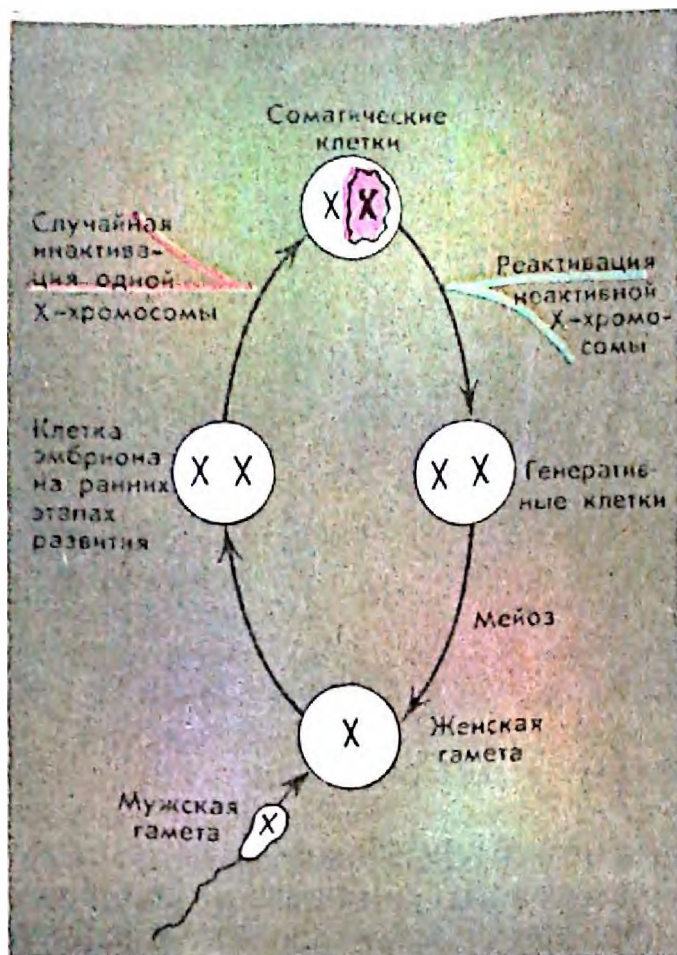 Соматические
клетки
X X
Случайная
инактива-
ция одной
X-хромосомы
Реактивация
неактивной
X-хромо-
сомы
Клетка
эмбриона
на ранних
этапах
развития
X X
X X
Генератив-
ные клетки
Мейоз
X
Женская
гамета
Мужская
гамета
X